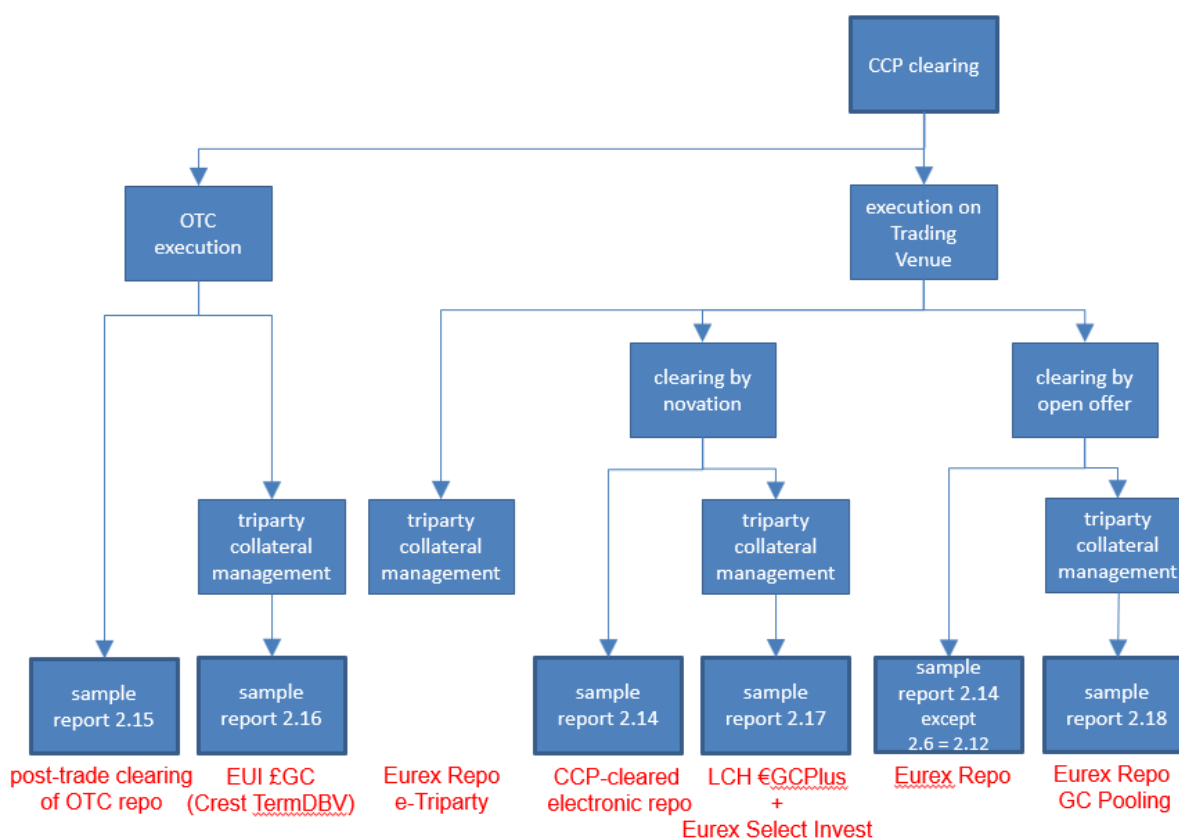 CCP clearing
OTC
execution
execution on
Trading
Venue
clearing by
novation
clearing by
open offer
triparty
collateral
management
triparty
collateral
management
triparty
collateral
management
triparty
collateral
management
sample
report 2.15
sample
report 2.16
sample
report 2.14
sample
report 2.17
sample
report 2.14
except
2.6 = 2.12
sample
report 2.18
post-trade clearing
of OTC repo
EUI £GC
(Crest TermDBV)
Eurex Repo
e-Triparty
CCP-cleared
electronic repo
LCH €GCPlus
+
Eurex Select Invest
Eurex Repo
Eurex Repo
GC Pooling